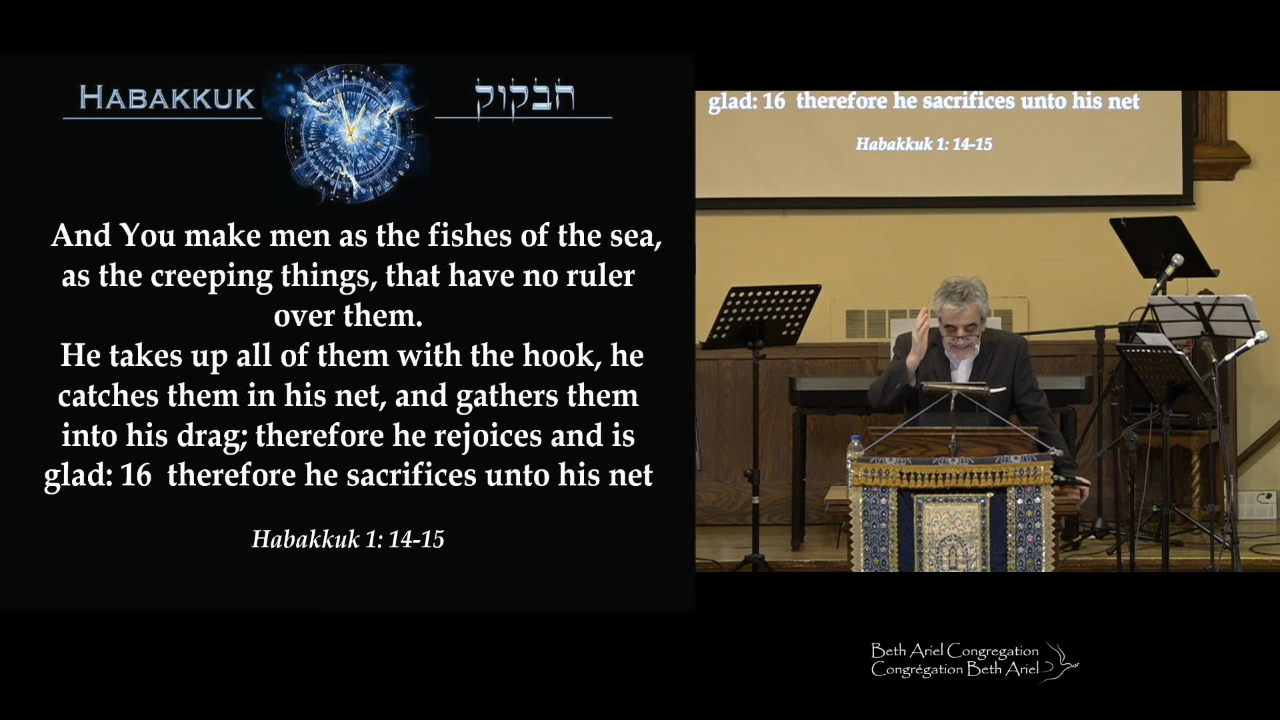 HABAKKUK
חבקוק
And You make men as the fishes of the sea,
as the creeping things, that have no ruler
over them.
He takes up all of them with the hook, he
catches them in his net, and gathers them
into his drag; therefore he rejoices and is
glad: 16 therefore he sacrifices unto his net
Habakkuk 1: 14-15
glad: 16 therefore he sacrifices unto his net
Habakkuk 1: 14-15
Beth Ariel Congregation
Congrégation Beth Ariel